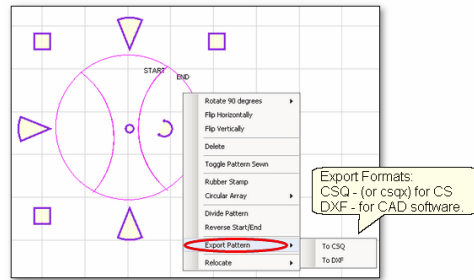 START
END
Rotate 90 degrees
Flip Horizontally
Flip Vertically
Delete
Toggle Pattern Sewn
Rubber Stamp
Circular Array
Divide Pattern
Reverse Start/End
Export Pattern
Relocate
To CSQ
To DXF
Export Formats:
CSQ - (or csqx) for CS
DXF - for CAD software.